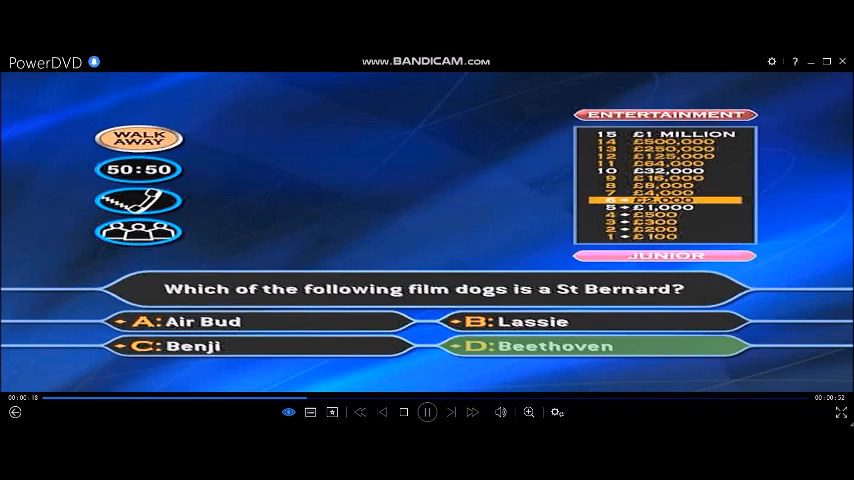 PowerDVD
www.BANDICAM.com
?
WALK
AWAY
50:50
ENTERTAINMENT
15 £1 MILLION
14 £500,000
13 £250,000
12 £125,000
11 £64,000
10 £32,000
9 £16,000
8 £8,000
7 £4,000
6 £2,000
5 £1,000
4 £500
3 £300
2 £200
1 £100
JUNIOR
Which of the following film dogs is a St Bernard?
A: Air Bud
B: Lassie
C: Benji
D: Beethoven
00:00:18
00:00:52